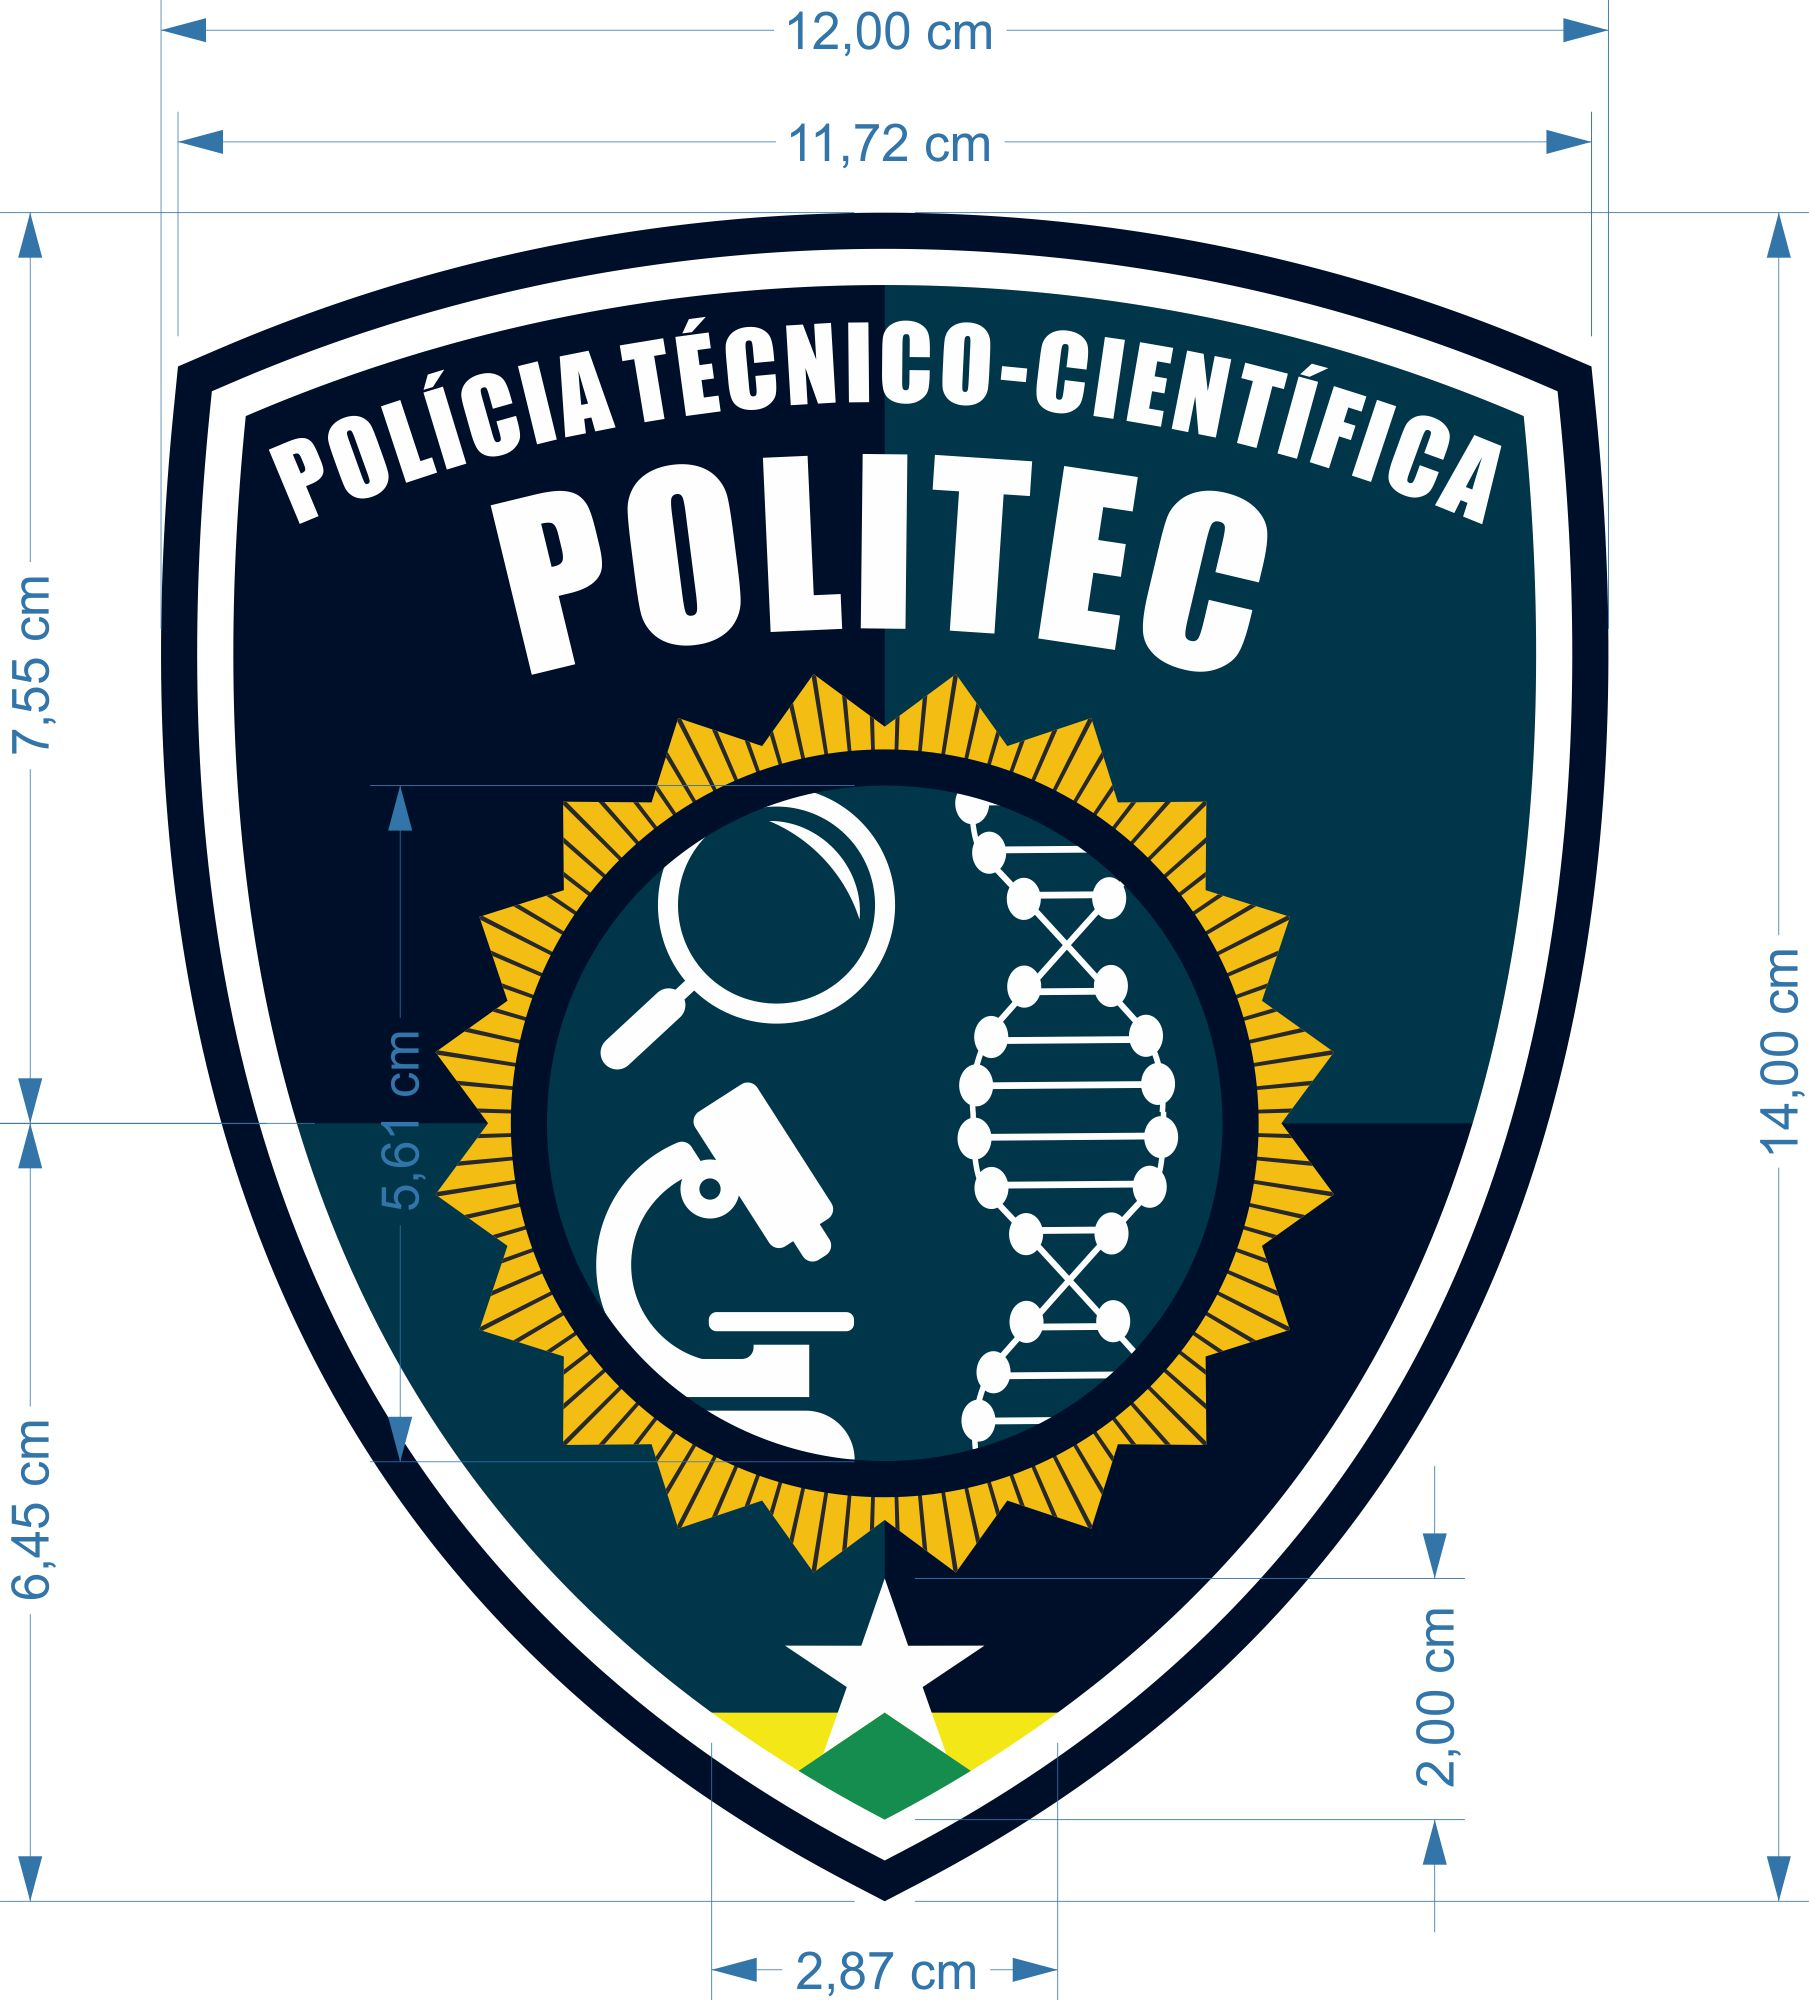 12,00 cm
11,72 cm
POLÍCIA TÉCNICO-CIENTÍFICA
POLITEC
7,55 cm
5,61 cm
14,00 cm
6,45 cm
2,00 cm
2,87 cm